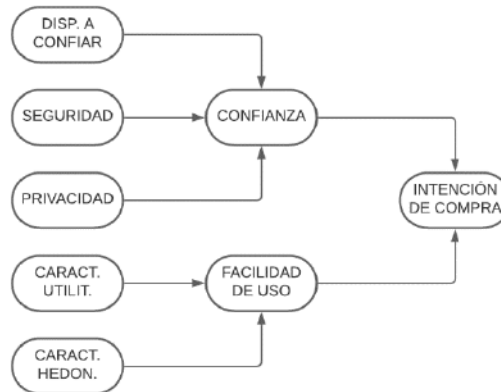 DISP. A
CONFIAR
SEGURIDAD
CONFIANZA
PRIVACIDAD
INTENCIÓN
DE COMPRA
CARACT.
UTILIT.
FACILIDAD
DE USO
CARACT.
HEDON.